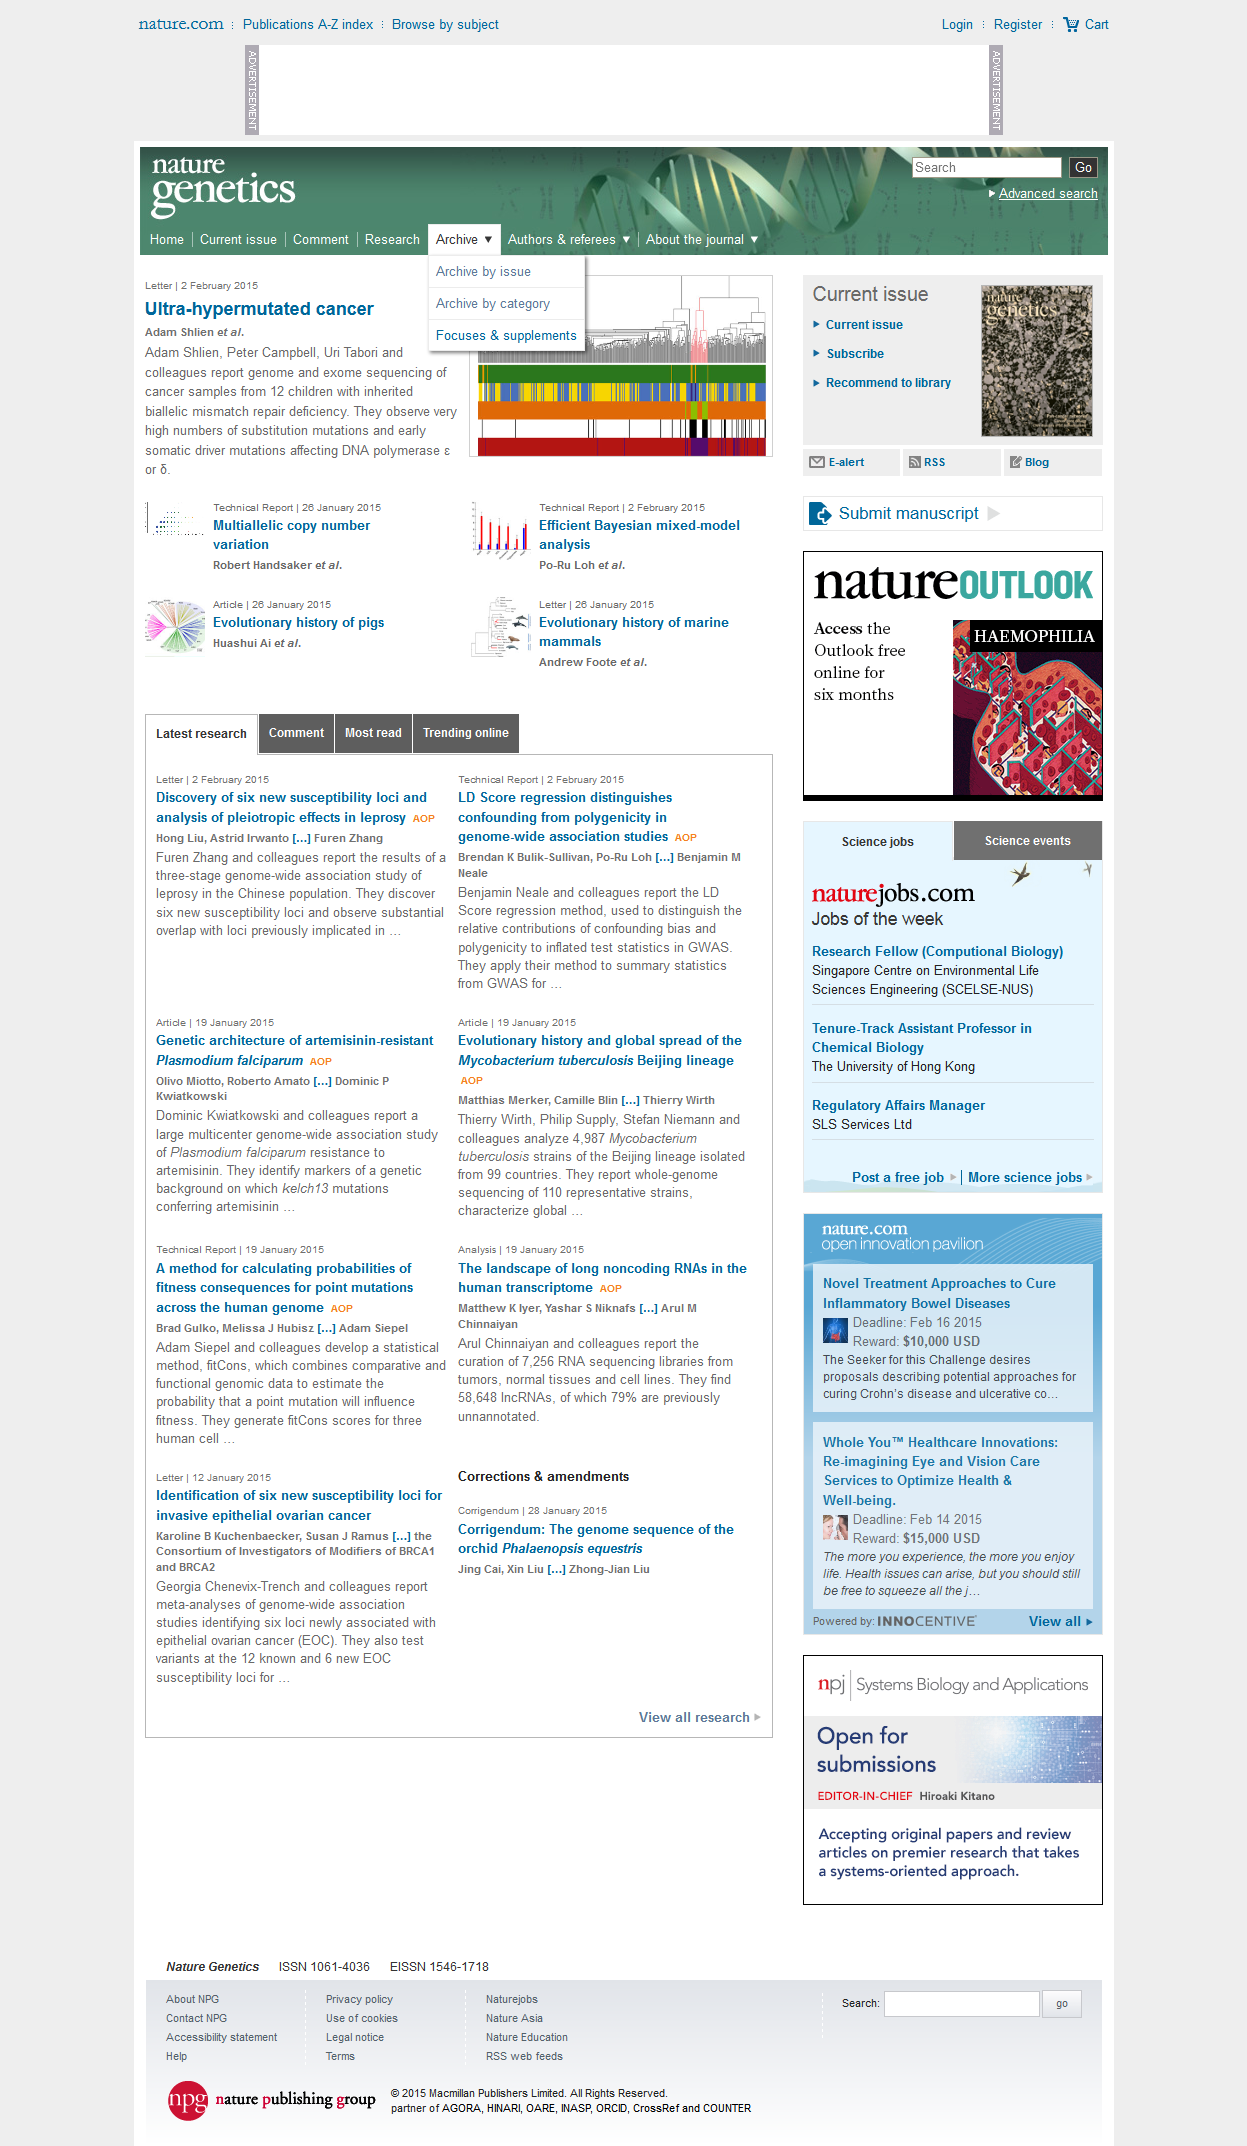 nature.com
Publications A-Z index
Browse by subject
Login
Register
Cart
ADVERTISEMENT
ADVERTISEMENT
nature
genetics
Search
Go
Advanced search
Home
Current issue
Comment
Research
Archive ▼
Authors & referees ▼
About the journal ▼
Archive by issue
Archive by category
Focuses & supplements
Letter | 2 February 2015
Ultra-hypermutated cancer
Adam Shlien et al.
Adam Shlien, Peter Campbell, Uri Tabori and
colleagues report genome and exome sequencing of
cancer samples from 12 children with inherited
biallelic mismatch repair deficiency. They observe very
high numbers of substitution mutations and early
somatic driver mutations affecting DNA polymerase ε
or δ.
Technical Report | 26 January 2015
Multiallelic copy number
variation
Robert Handsaker et al.
Technical Report | 2 February 2015
Efficient Bayesian mixed-model
analysis
Po-Ru Loh et al.
Article | 26 January 2015
Evolutionary history of pigs
Huashui Ai et al.
Letter | 26 January 2015
Evolutionary history of marine
mammals
Andrew Foote et al.
Latest research
Comment
Most read
Trending online
Letter | 2 February 2015
Discovery of six new susceptibility loci and
analysis of pleiotropic effects in leprosy AOP
Hong Liu, Astrid Irwanto [...] Furen Zhang
Furen Zhang and colleagues report the results of a
three-stage genome-wide association study of
leprosy in the Chinese population. They discover
six new susceptibility loci and observe substantial
overlap with loci previously implicated in …
Technical Report | 2 February 2015
LD Score regression distinguishes
confounding from polygenicity in
genome-wide association studies AOP
Brendan K Bulik-Sullivan, Po-Ru Loh [...] Benjamin M
Neale
Benjamin Neale and colleagues report the LD
Score regression method, used to distinguish the
relative contributions of confounding bias and
polygenicity to inflated test statistics in GWAS.
They apply their method to summary statistics
from GWAS for …
Article | 19 January 2015
Genetic architecture of artemisinin-resistant
Plasmodium falciparum AOP
Olivo Miotto, Roberto Amato [...] Dominic P
Kwiatkowski
Dominic Kwiatkowski and colleagues report a
large multicenter genome-wide association study
of Plasmodium falciparum resistance to
artemisinin. They identify markers of a genetic
background on which kelch13 mutations
conferring artemisinin …
Article | 19 January 2015
Evolutionary history and global spread of the
Mycobacterium tuberculosis Beijing lineage
AOP
Matthias Merker, Camille Blin [...] Thierry Wirth
Thierry Wirth, Philip Supply, Stefan Niemann and
colleagues analyze 4,987 Mycobacterium
tuberculosis strains of the Beijing lineage isolated
from 99 countries. They report whole-genome
sequencing of 110 representative strains,
characterize global …
Technical Report | 19 January 2015
A method for calculating probabilities of
fitness consequences for point mutations
across the human genome AOP
Brad Gulko, Melissa J Hubisz [...] Adam Siepel
Adam Siepel and colleagues develop a statistical
method, fitCons, which combines comparative and
functional genomic data to estimate the
probability that a point mutation will influence
fitness. They generate fitCons scores for three
human cell …
Analysis | 19 January 2015
The landscape of long noncoding RNAs in the
human transcriptome AOP
Matthew K Iyer, Yashar S Niknafs [...] Arul M
Chinnaiyan
Arul Chinnaiyan and colleagues report the
curation of 7,256 RNA sequencing libraries from
tumors, normal tissues and cell lines. They find
58,648 lncRNAs, of which 79% are previously
unnannotated.
Letter | 12 January 2015
Identification of six new susceptibility loci for
invasive epithelial ovarian cancer
Karoline B Kuchenbaecker, Susan J Ramus [...] the
Consortium of Investigators of Modifiers of BRCA1
and BRCA2
Georgia Chenevix-Trench and colleagues report
meta-analyses of genome-wide association
studies identifying six loci newly associated with
epithelial ovarian cancer (EOC). They also test
variants at the 12 known and 6 new EOC
susceptibility loci for …
Corrections & amendments
Corrigendum | 28 January 2015
Corrigendum: The genome sequence of the
orchid Phalaenopsis equestris
Jing Cai, Xin Liu [...] Zhong-Jian Liu
View all research
Current issue
Current issue
Subscribe
Recommend to library
nature
genetics
E-alert
RSS
Blog
Submit manuscript
nature OUTLOOK
Access the
Outlook free
online for
six months
HAEMOPHILIA
Science jobs
Science events
naturejobs.com
Jobs of the week
Research Fellow (Computional Biology)
Singapore Centre on Environmental Life
Sciences Engineering (SCELSE-NUS)
Tenure-Track Assistant Professor in
Chemical Biology
The University of Hong Kong
Regulatory Affairs Manager
SLS Services Ltd
Post a free job
More science jobs
nature.com
open innovation pavilion
Novel Treatment Approaches to Cure
Inflammatory Bowel Diseases
Deadline: Feb 16 2015
Reward: $10,000 USD
The Seeker for this Challenge desires
proposals describing potential approaches for
curing Crohn's disease and ulcerative co…
Whole You™ Healthcare Innovations:
Re-imagining Eye and Vision Care
Services to Optimize Health &
Well-being.
Deadline: Feb 14 2015
Reward: $15,000 USD
The more you experience, the more you enjoy
life. Health issues can arise, but you should still
be free to squeeze all the j…
Powered by: INNOCENTIVE
View all
npj | Systems Biology and Applications
Open for
submissions
EDITOR-IN-CHIEF Hiroaki Kitano
Accepting original papers and review
articles on premier research that takes
a systems-oriented approach.
Nature Genetics ISSN 1061-4036 EISSN 1546-1718
About NPG
Contact NPG
Accessibility statement
Help
Privacy policy
Use of cookies
Legal notice
Terms
Naturejobs
Nature Asia
Nature Education
RSS web feeds
Search:
go
npg nature publishing group
© 2015 Macmillan Publishers Limited. All Rights Reserved.
partner of AGORA, HINARI, OARE, INASP, ORCID, CrossRef and COUNTER